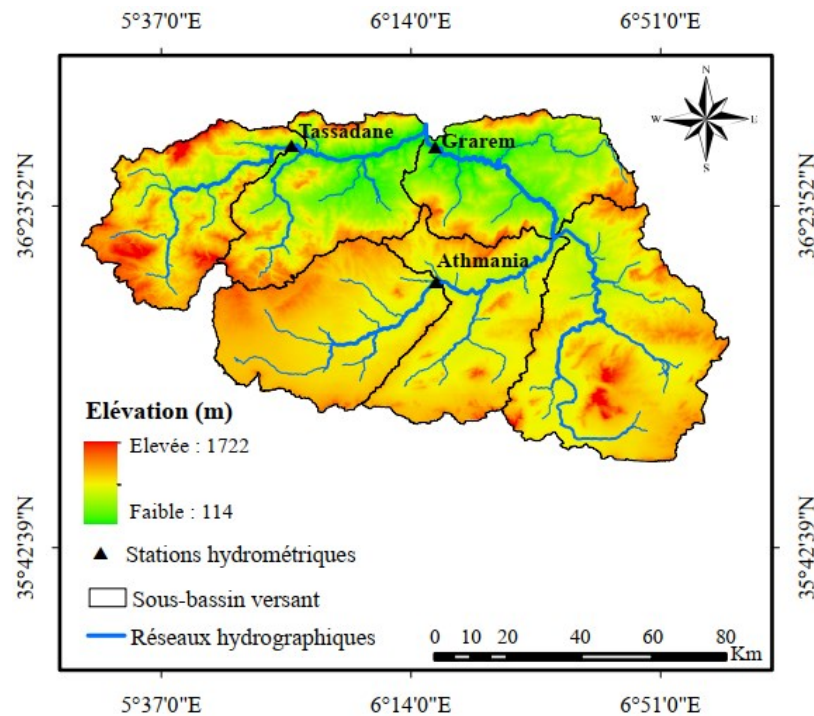 5°37'0"E 6°14'0"E 6°51'0"E
N
W E
S
Tassadane
Grarem
36°23'52"N
36°23'52"N
Athmania
Elévation (m)
Elevée : 1722
Faible : 114
35°42'39"N
35°42'39"N
Stations hydrométriques
Sous-bassin versant
Réseaux hydrographiques
0 10 20 40 60 80
Km
5°37'0"E 6°14'0"E 6°51'0"E